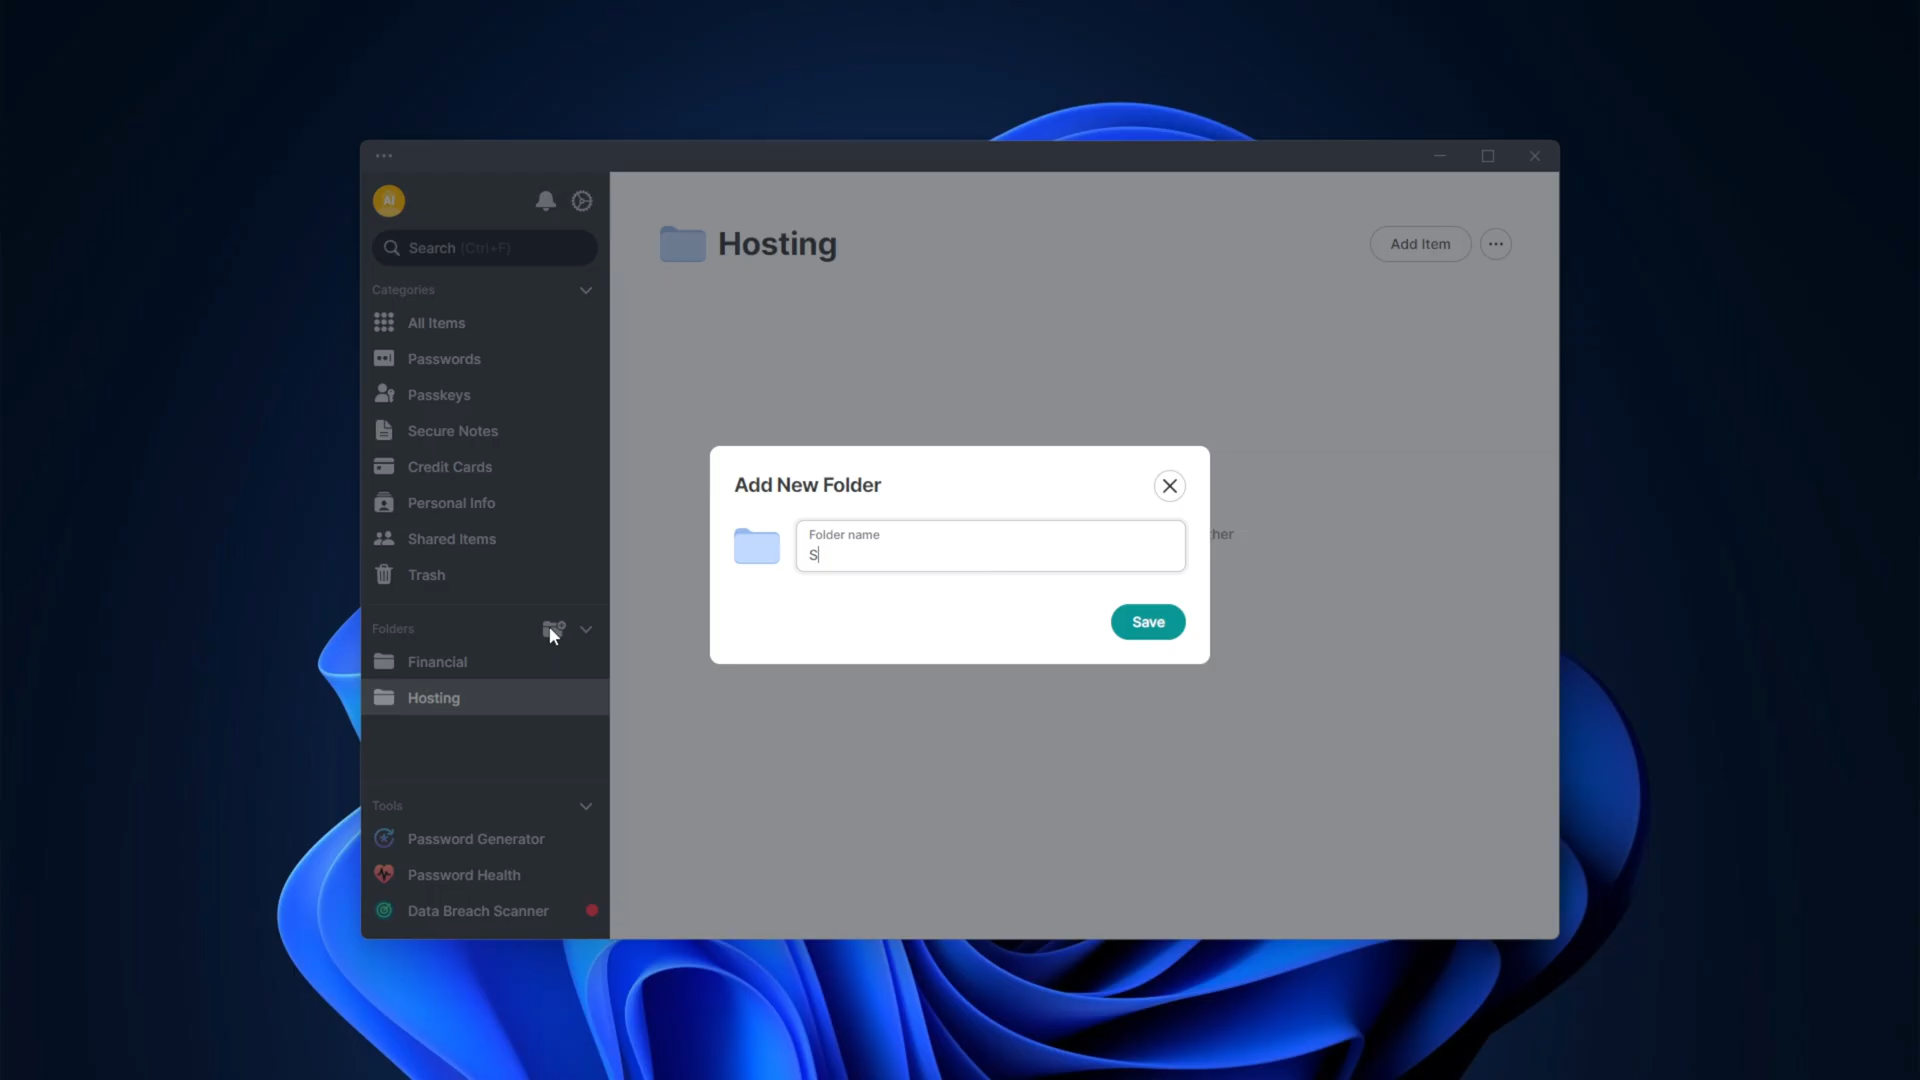 AI
Search (Ctrl+F)
Categories
All Items
Passwords
Passkeys
Secure Notes
Credit Cards
Personal Info
Shared Items
Trash
Folders
Financial
Hosting
Tools
Password Generator
Password Health
Data Breach Scanner
Hosting
Add Item
Add New Folder
Folder name
S
Save